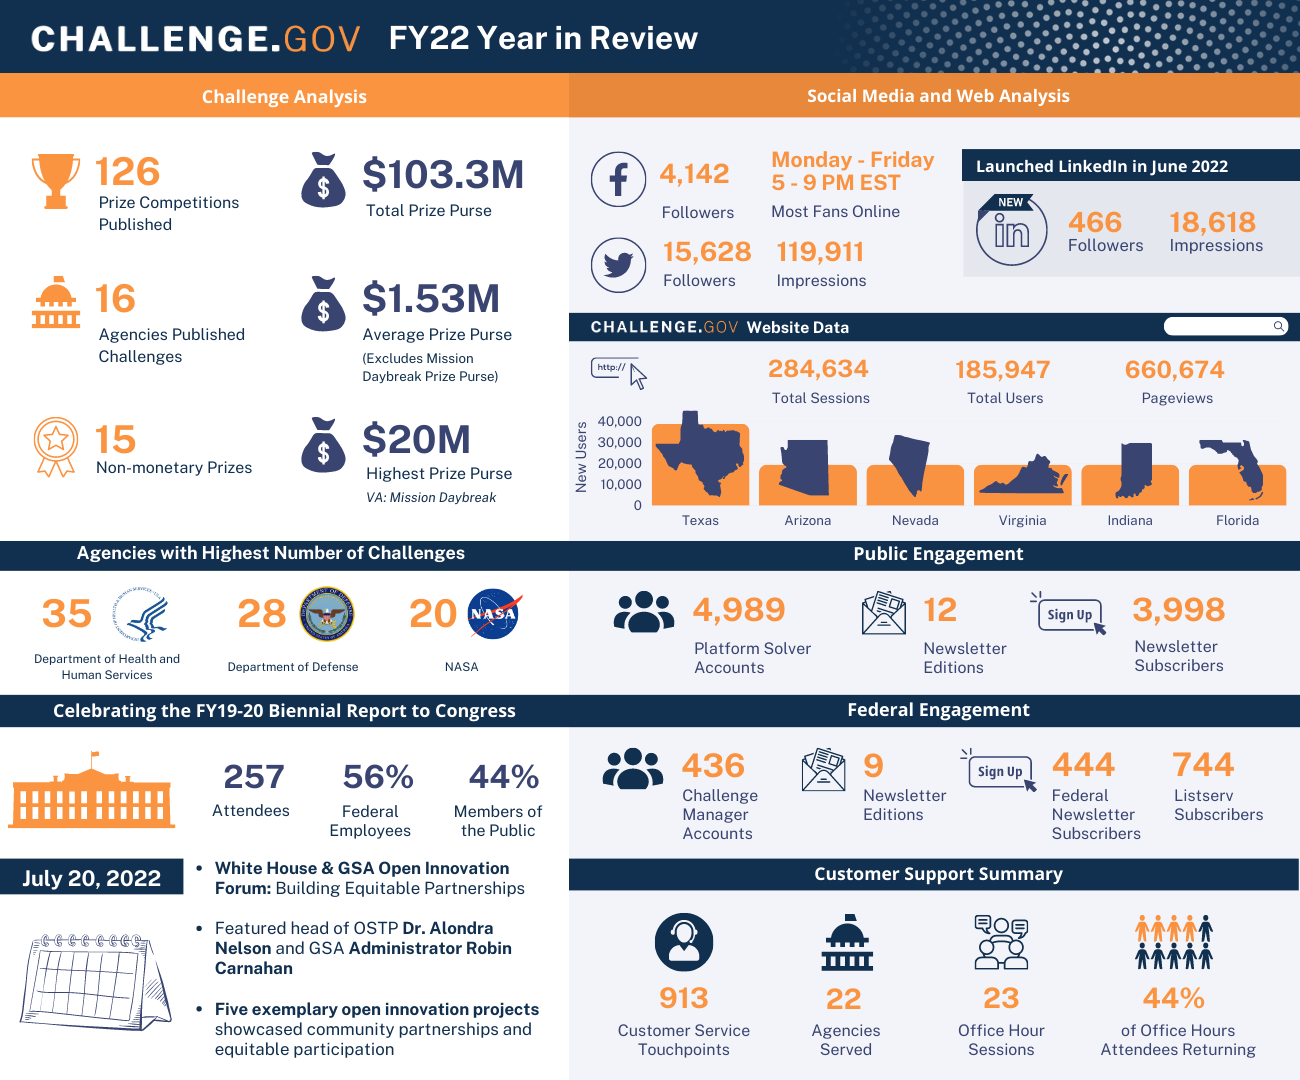 CHALLENGE.GOV FY22 Year in Review
Challenge Analysis
126
Prize Competitions
Published
$
$103.3M
Total Prize Purse
16
Agencies Published
Challenges
$
$1.53M
Average Prize Purse
(Excludes Mission
Daybreak Prize Purse)
15
Non-monetary Prizes
$
$20M
Highest Prize Purse
VA: Mission Daybreak
Social Media and Web Analysis
4,142
Followers
Monday - Friday
5 - 9 PM EST
Most Fans Online
15,628
Followers
119,911
Impressions
Launched LinkedIn in June 2022
NEW
in
466
Followers
18,618
Impressions
CHALLENGE.GOV Website Data
http://
284,634
Total Sessions
185,947
Total Users
660,674
Pageviews
New Users
40,000
30,000
20,000
10,000
0
Texas
Arizona
Nevada
Virginia
Indiana
Florida
Agencies with Highest Number of Challenges
35
Department of Health and
Human Services
28
Department of Defense
20
NASA
NASA
Public Engagement
4,989
Platform Solver
Accounts
12
Newsletter
Editions
Sign Up
3,998
Newsletter
Subscribers
Celebrating the FY19-20 Biennial Report to Congress
257
Attendees
56%
Federal
Employees
44%
Members of
the Public
July 20, 2022
• White House & GSA Open Innovation
Forum: Building Equitable Partnerships
• Featured head of OSTP Dr. Alondra
Nelson and GSA Administrator Robin
Carnahan
• Five exemplary open innovation projects
showcased community partnerships and
equitable participation
Federal Engagement
436
Challenge
Manager
Accounts
9
Newsletter
Editions
Sign Up
444
Federal
Newsletter
Subscribers
744
Listserv
Subscribers
Customer Support Summary
913
Customer Service
Touchpoints
22
Agencies
Served
23
Office Hour
Sessions
44%
of Office Hours
Attendees Returning